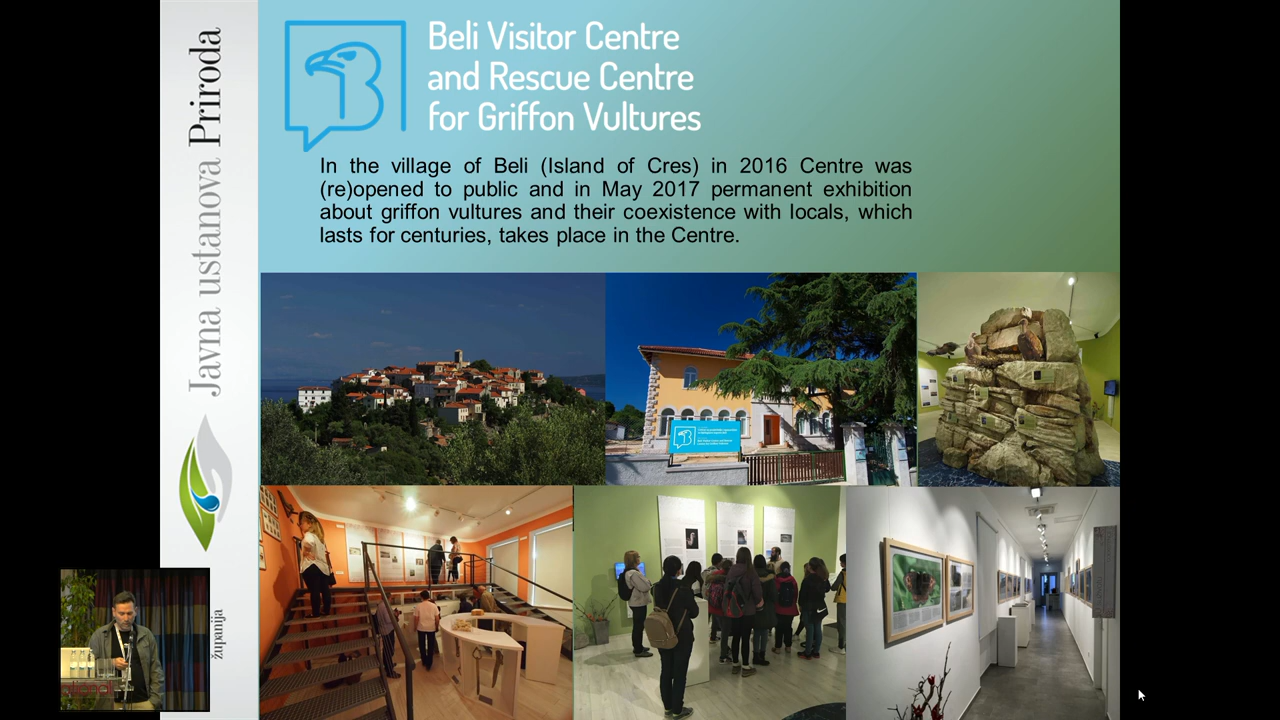 Beli Visitor Centre
and Rescue Centre
for Griffon Vultures
In the village of Beli (Island of Cres) in 2016 Centre was
(re)opened to public and in May 2017 permanent exhibition
about griffon vultures and their coexistence with locals, which
lasts for centuries, takes place in the Centre.
Javna ustanova Priroda
županija